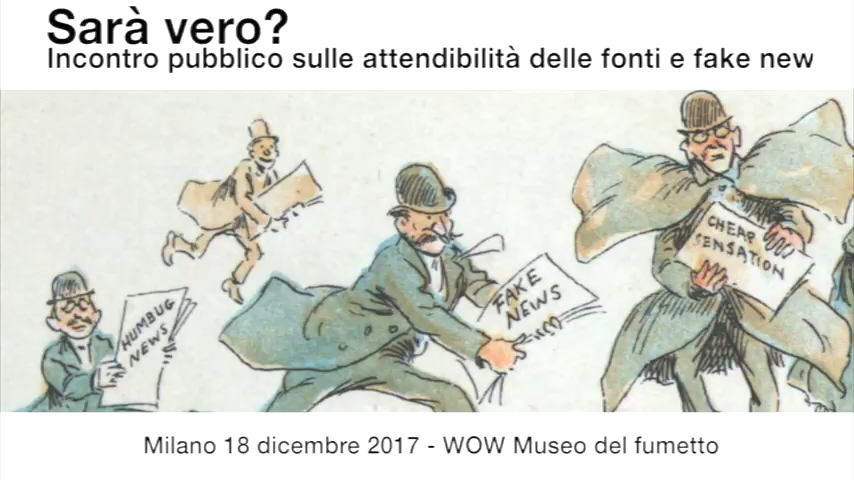 Sarà vero?
Incontro pubblico sulle attendibilità delle fonti e fake new
HUMBUG
NEWS
FAKE
NEWS
CHEAP
SENSATION
Milano 18 dicembre 2017 - WOW Museo del fumetto